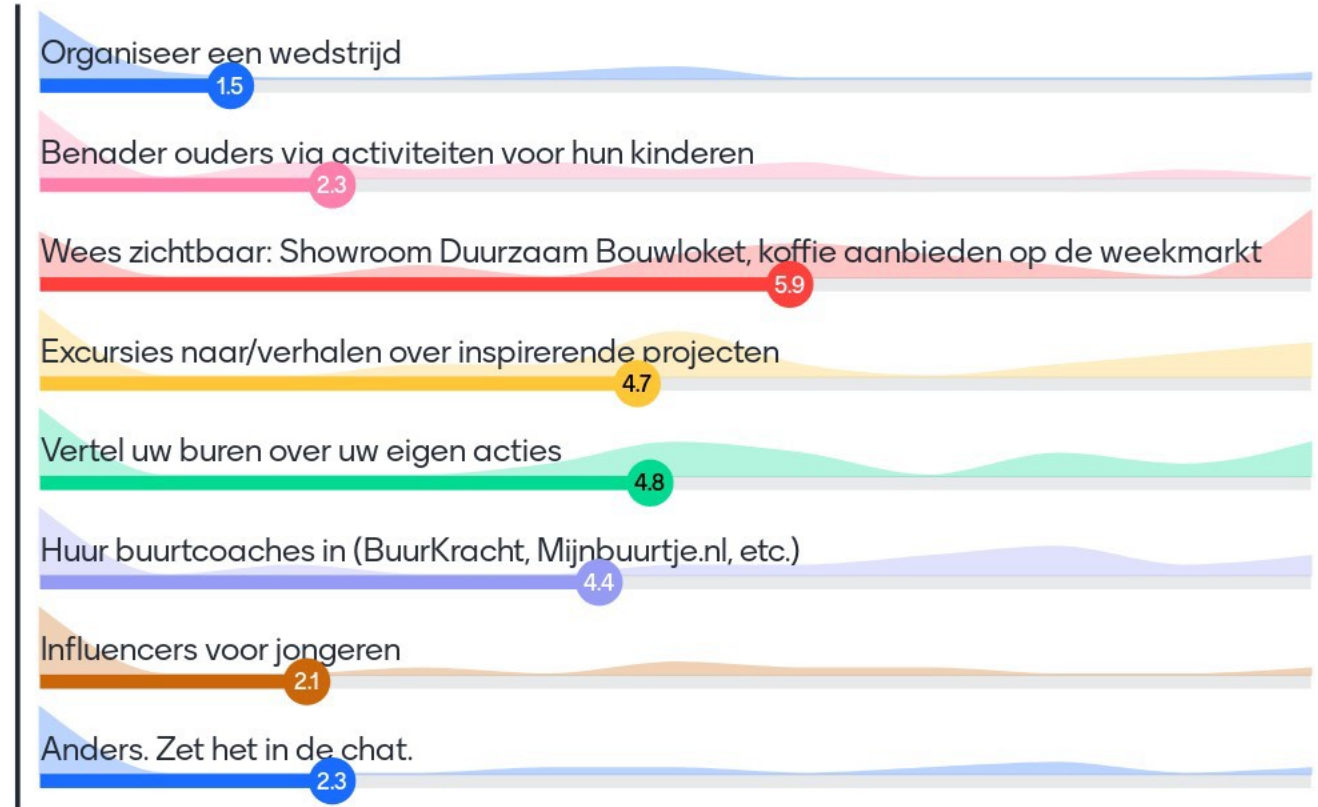 Organiseer een wedstrijd
1.5
Benader ouders via activiteiten voor hun kinderen
2.3
Wees zichtbaar: Showroom Duurzaam Bouwloket, koffie aanbieden op de weekmarkt
5.9
Excursies naar/verhalen over inspirerende projecten
4.7
Vertel uw buren over uw eigen acties
4.8
Huur buurtcoaches in (BuurKracht, Mijnbuurtje.nl, etc.)
4.4
Influencers voor jongeren
2.1
Anders. Zet het in de chat.
2.3